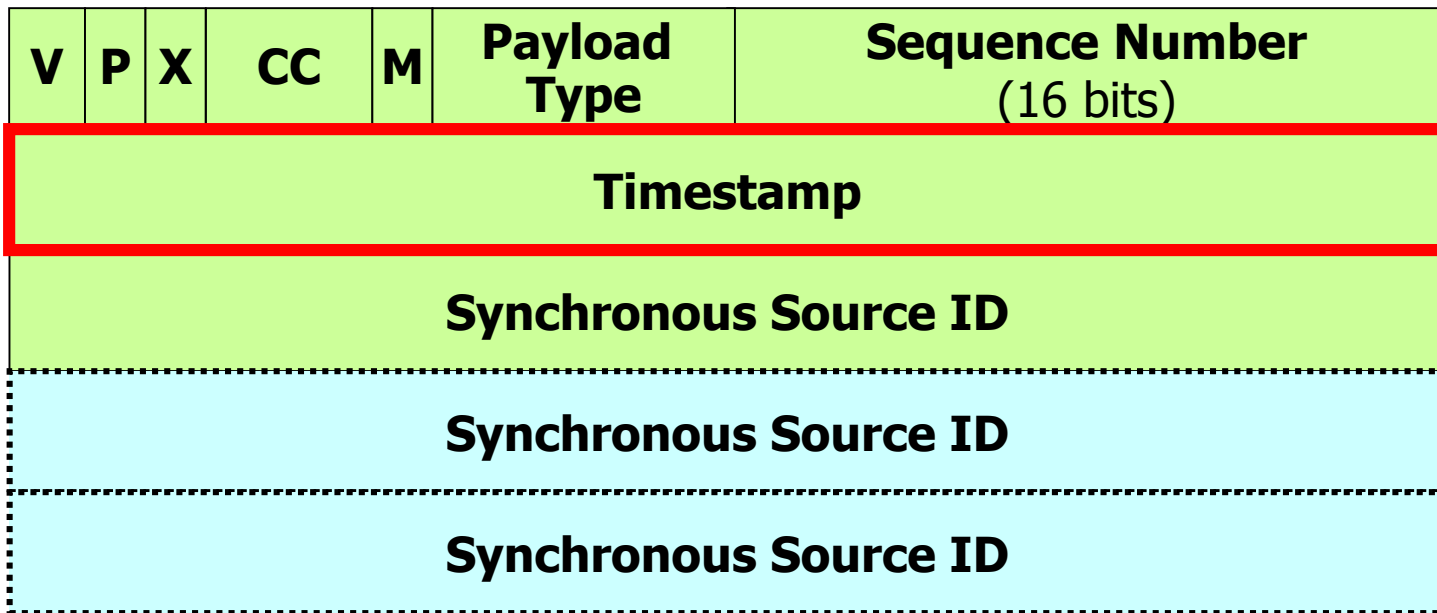 V P X CC M Payload Type Sequence Number
(16 bits)
Timestamp
Synchronous Source ID
Synchronous Source ID
Synchronous Source ID